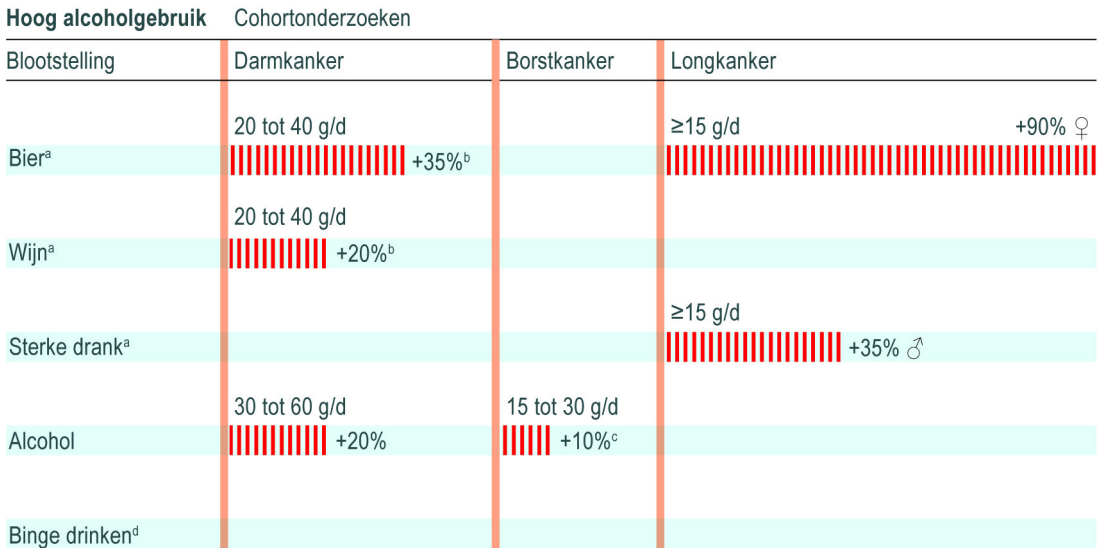 Hoog alcoholgebruik Cohortonderzoeken
Blootstelling Darmkanker Borstkanker Longkanker
20 tot 40 g/d ≥15 g/d +90% ♀
Bierᵃ +35%ᵇ
20 tot 40 g/d
Wijnᵃ +20%ᵇ
≥15 g/d
Sterke drankᵃ +35% ♂
30 tot 60 g/d 15 tot 30 g/d
Alcohol +20% +10%ᶜ
Binge drinkenᵈ